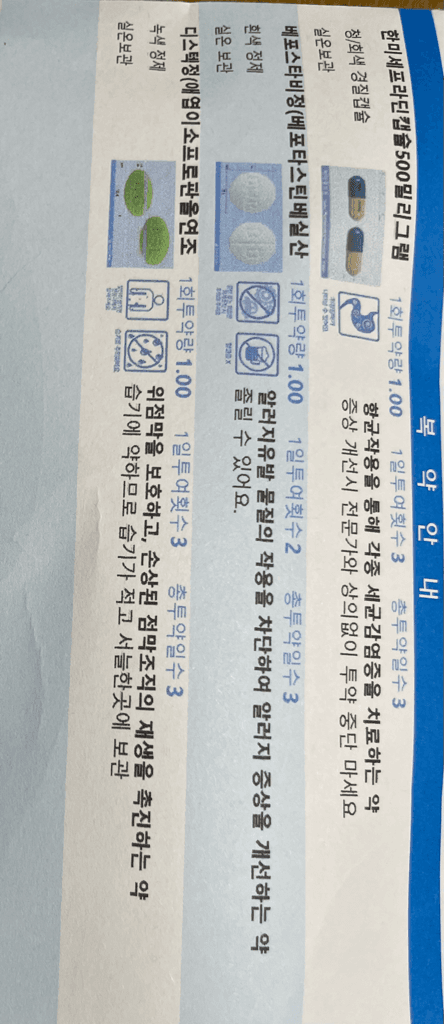 복약안내
한미세프라딘캡슐500밀리그램
청/회색 경질캡슐
실온보관
1회투약량 1.00 1일투여횟수 3 총투약일수 3
항균작용을 통해 각종 세균감염증을 치료하는 약
증상 개선시 전문가와 상의없이 투약 중단 마세요
베포스타비정(베포타스틴베실산
흰색 정제
실온보관
1회투약량 1.00 1일투여횟수 2 총투약일수 3
알러지유발 물질의 작용을 차단하여 알러지 증상을 개선하는 약
졸릴 수 있어요.
디스텍정(애엽이소프로판올연조
녹색 정제
실온보관
1회투약량 1.00 1일투여횟수 3 총투약일수 3
위점막을 보호하고, 손상된 점막조직의 재생을 촉진하는 약
습기에 약하므로 습기가 적고 서늘하곳에 보관